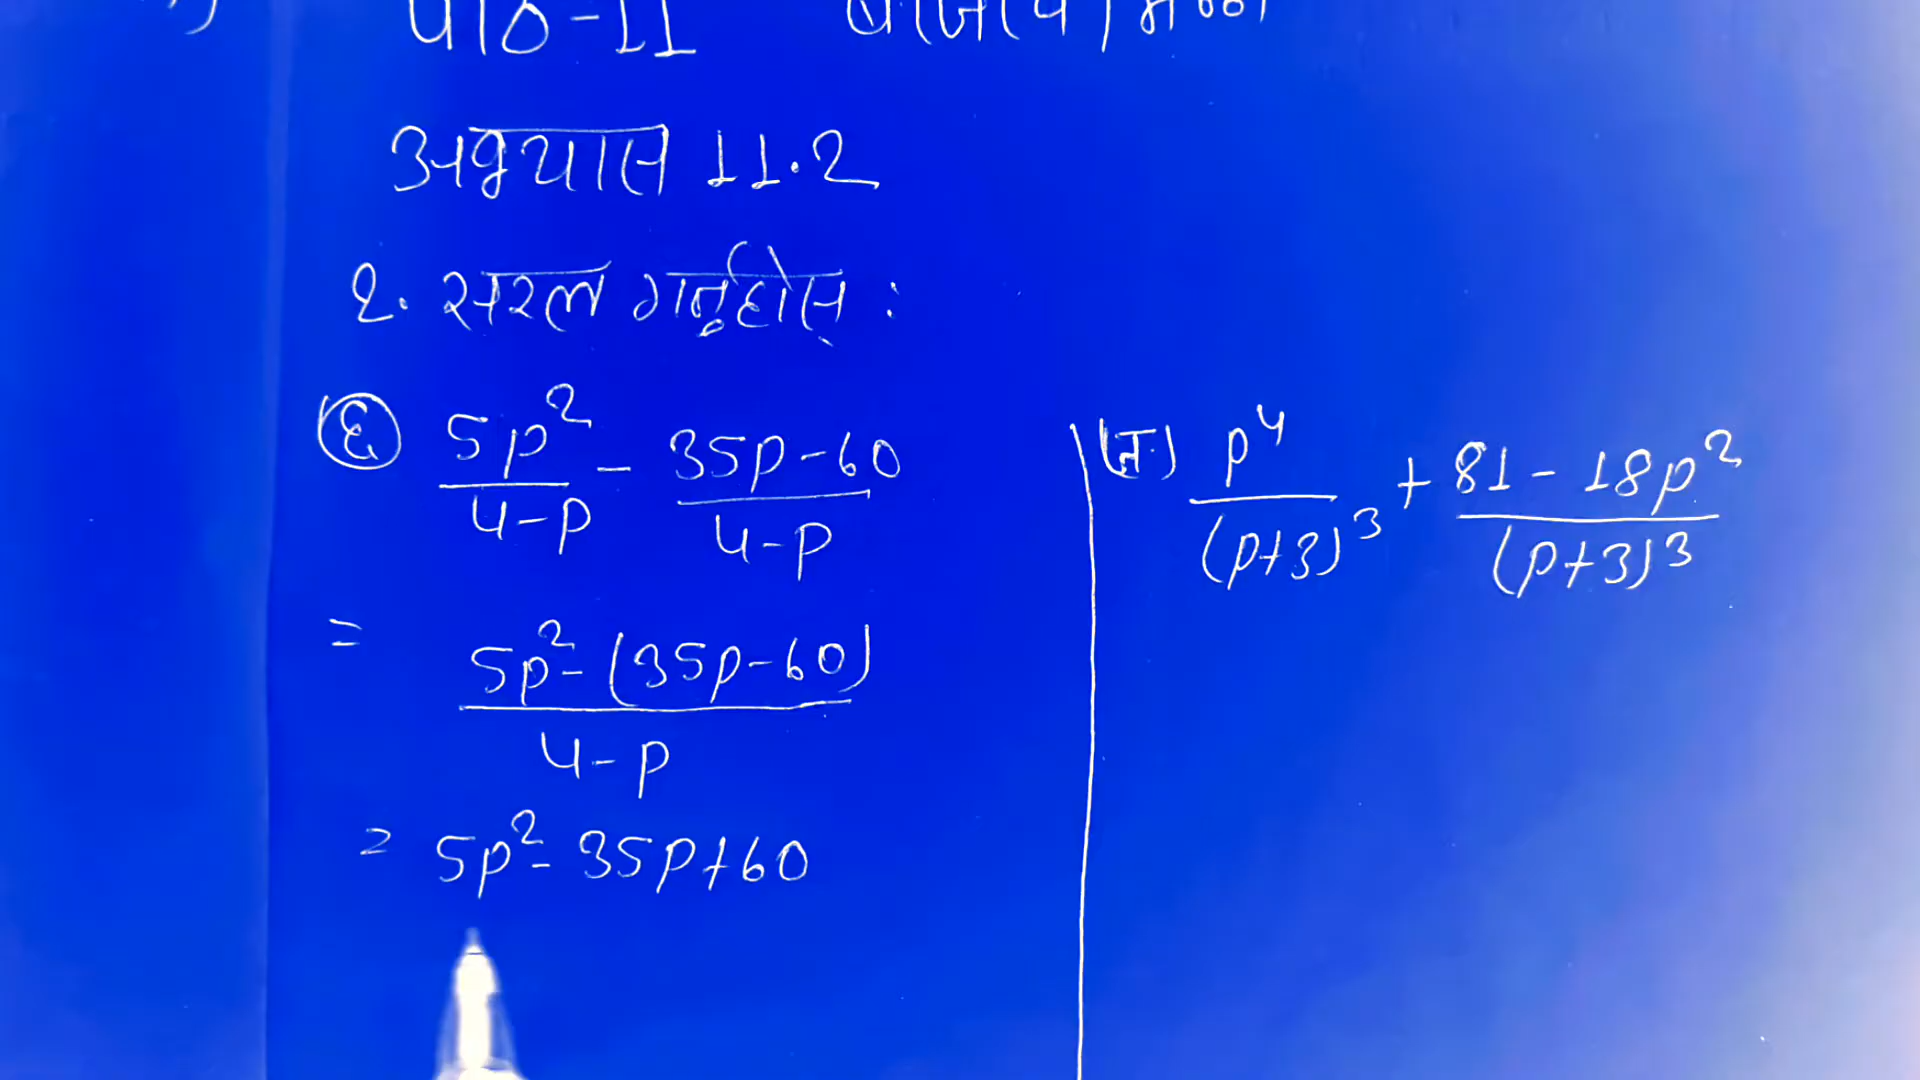 पाठ-11
अभ्यास 11.2
2. सरल गर्नुहोस् :
(ङ) 5p² / 4-p - 35p-60 / 4-p
= 5p² - (35p-60) / 4-p
= 5p² - 35p+60
(ज) p⁴ / (p+3)³ + 81 - 18p² / (p+3)³